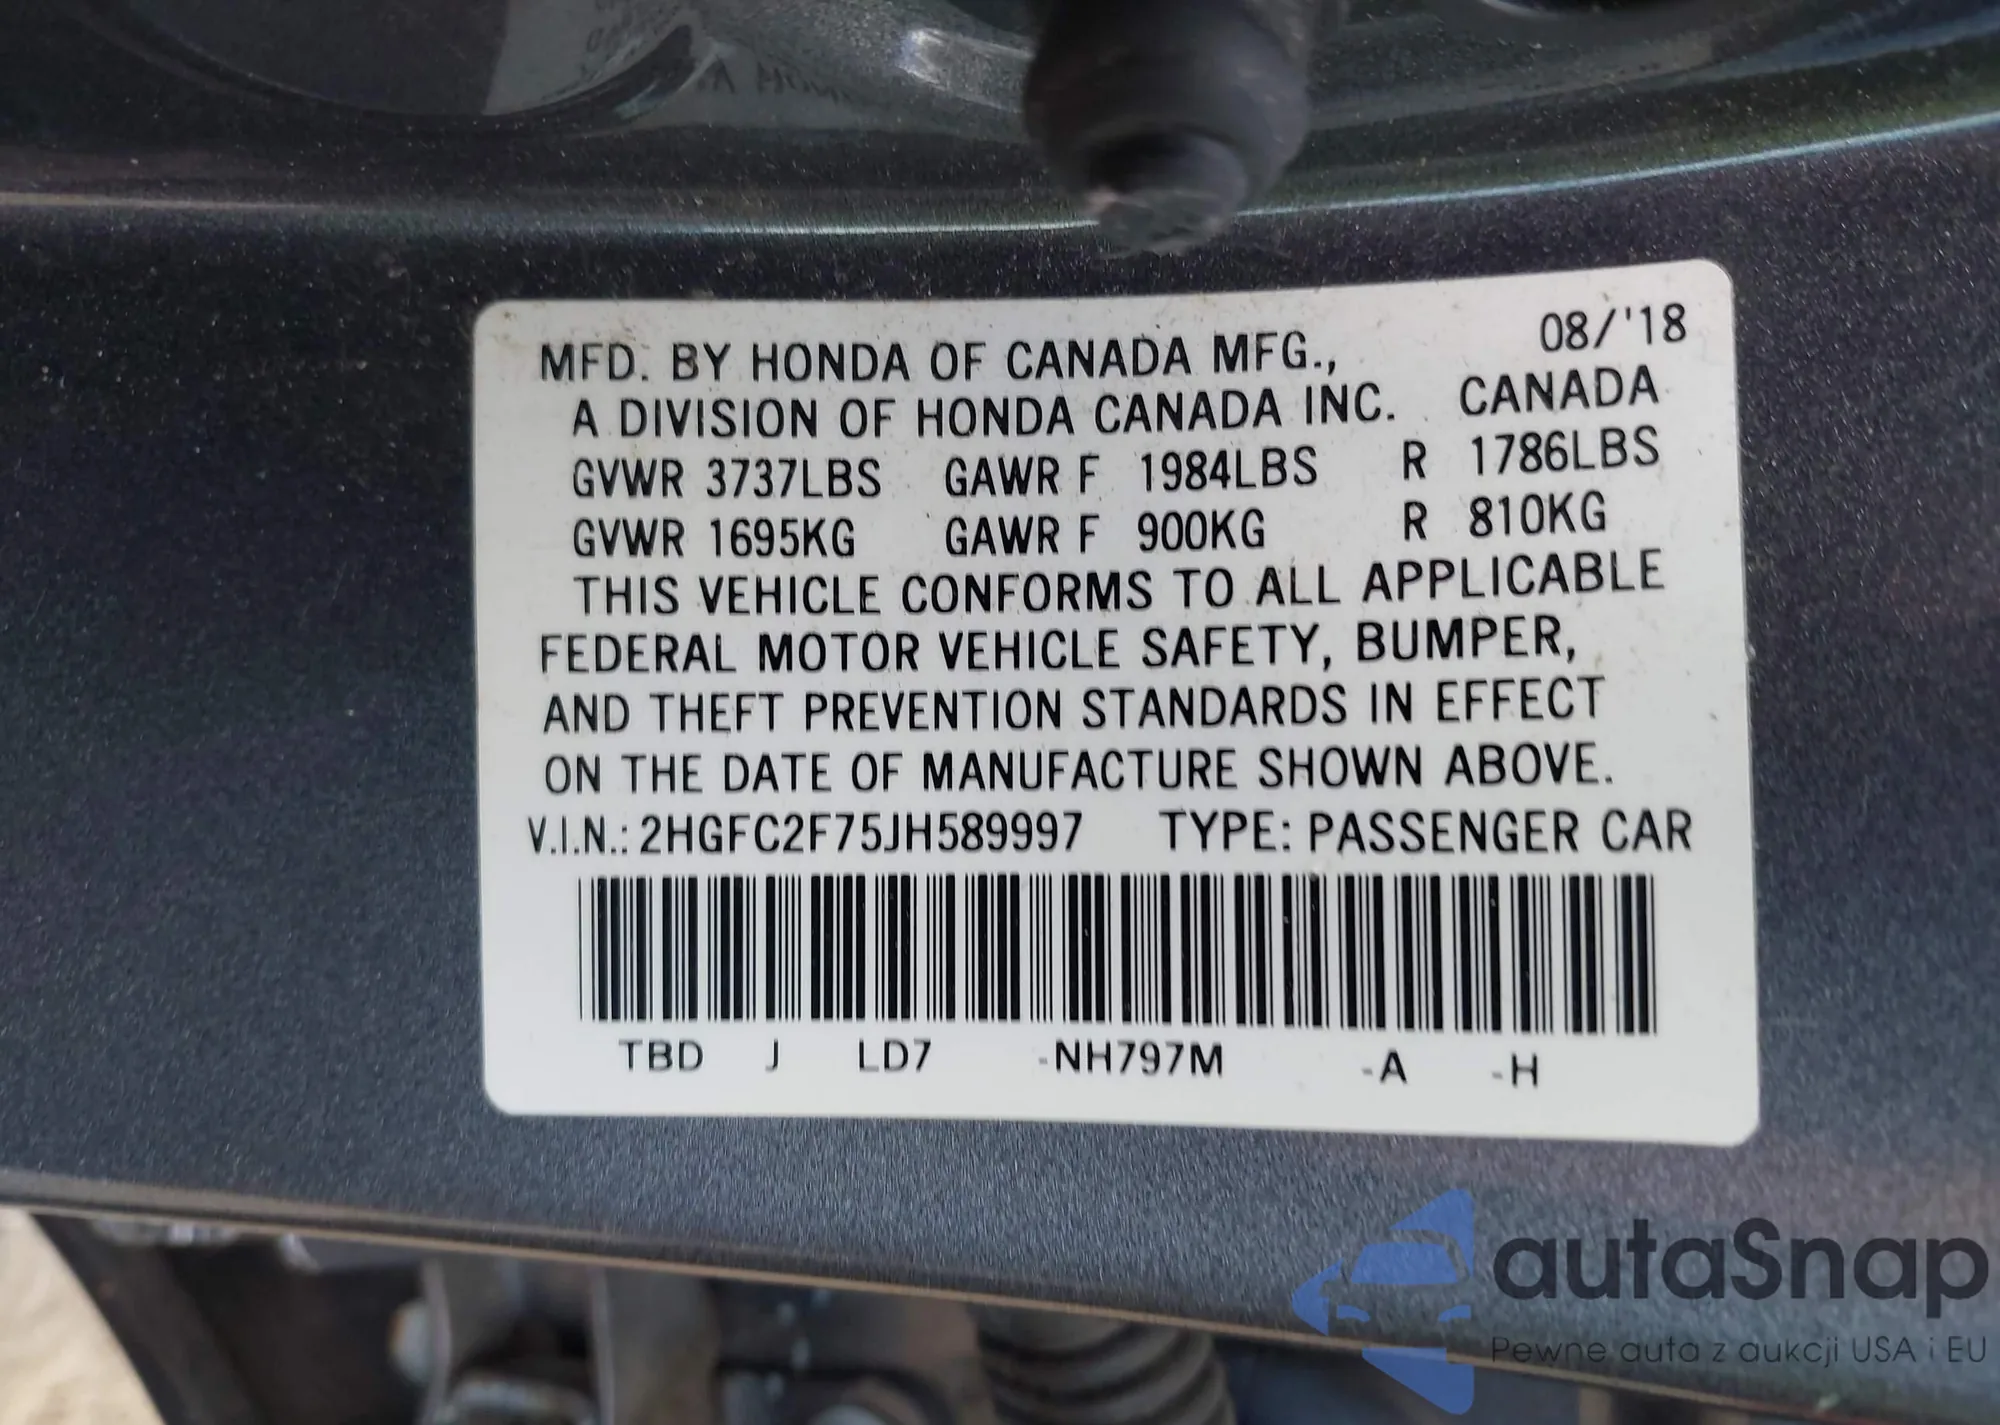 08/'18
MFD. BY HONDA OF CANADA MFG.,
A DIVISION OF HONDA CANADA INC. CANADA
GVWR 3737LBS GAWR F 1984LBS R 1786LBS
GVWR 1695KG GAWR F 900KG R 810KG
THIS VEHICLE CONFORMS TO ALL APPLICABLE
FEDERAL MOTOR VEHICLE SAFETY, BUMPER,
AND THEFT PREVENTION STANDARDS IN EFFECT
ON THE DATE OF MANUFACTURE SHOWN ABOVE.
V.I.N.: 2HGFC2F75JH589997 TYPE: PASSENGER CAR
TBD J LD7 -NH797M -A -H
autaSnap
Pewne auta z aukcji USA i EU